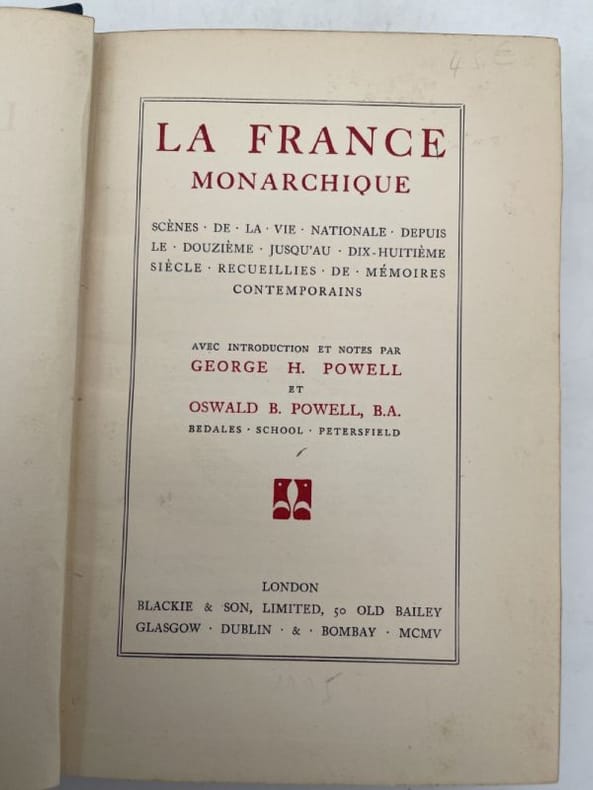 45 €
LA FRANCE
MONARCHIQUE
SCÈNES · DE · LA · VIE · NATIONALE · DEPUIS
LE · DOUZIÈME · JUSQU'AU · DIX-HUITIÈME
SIÈCLE · RECUEILLIES · DE · MÉMOIRES
CONTEMPORAINS
AVEC INTRODUCTION ET NOTES PAR
GEORGE H. POWELL
ET
OSWALD B. POWELL, B.A.
BEDALES · SCHOOL · PETERSFIELD
LONDON
BLACKIE & SON, LIMITED, 50 OLD BAILEY
GLASGOW · DUBLIN · & · BOMBAY · MCMV